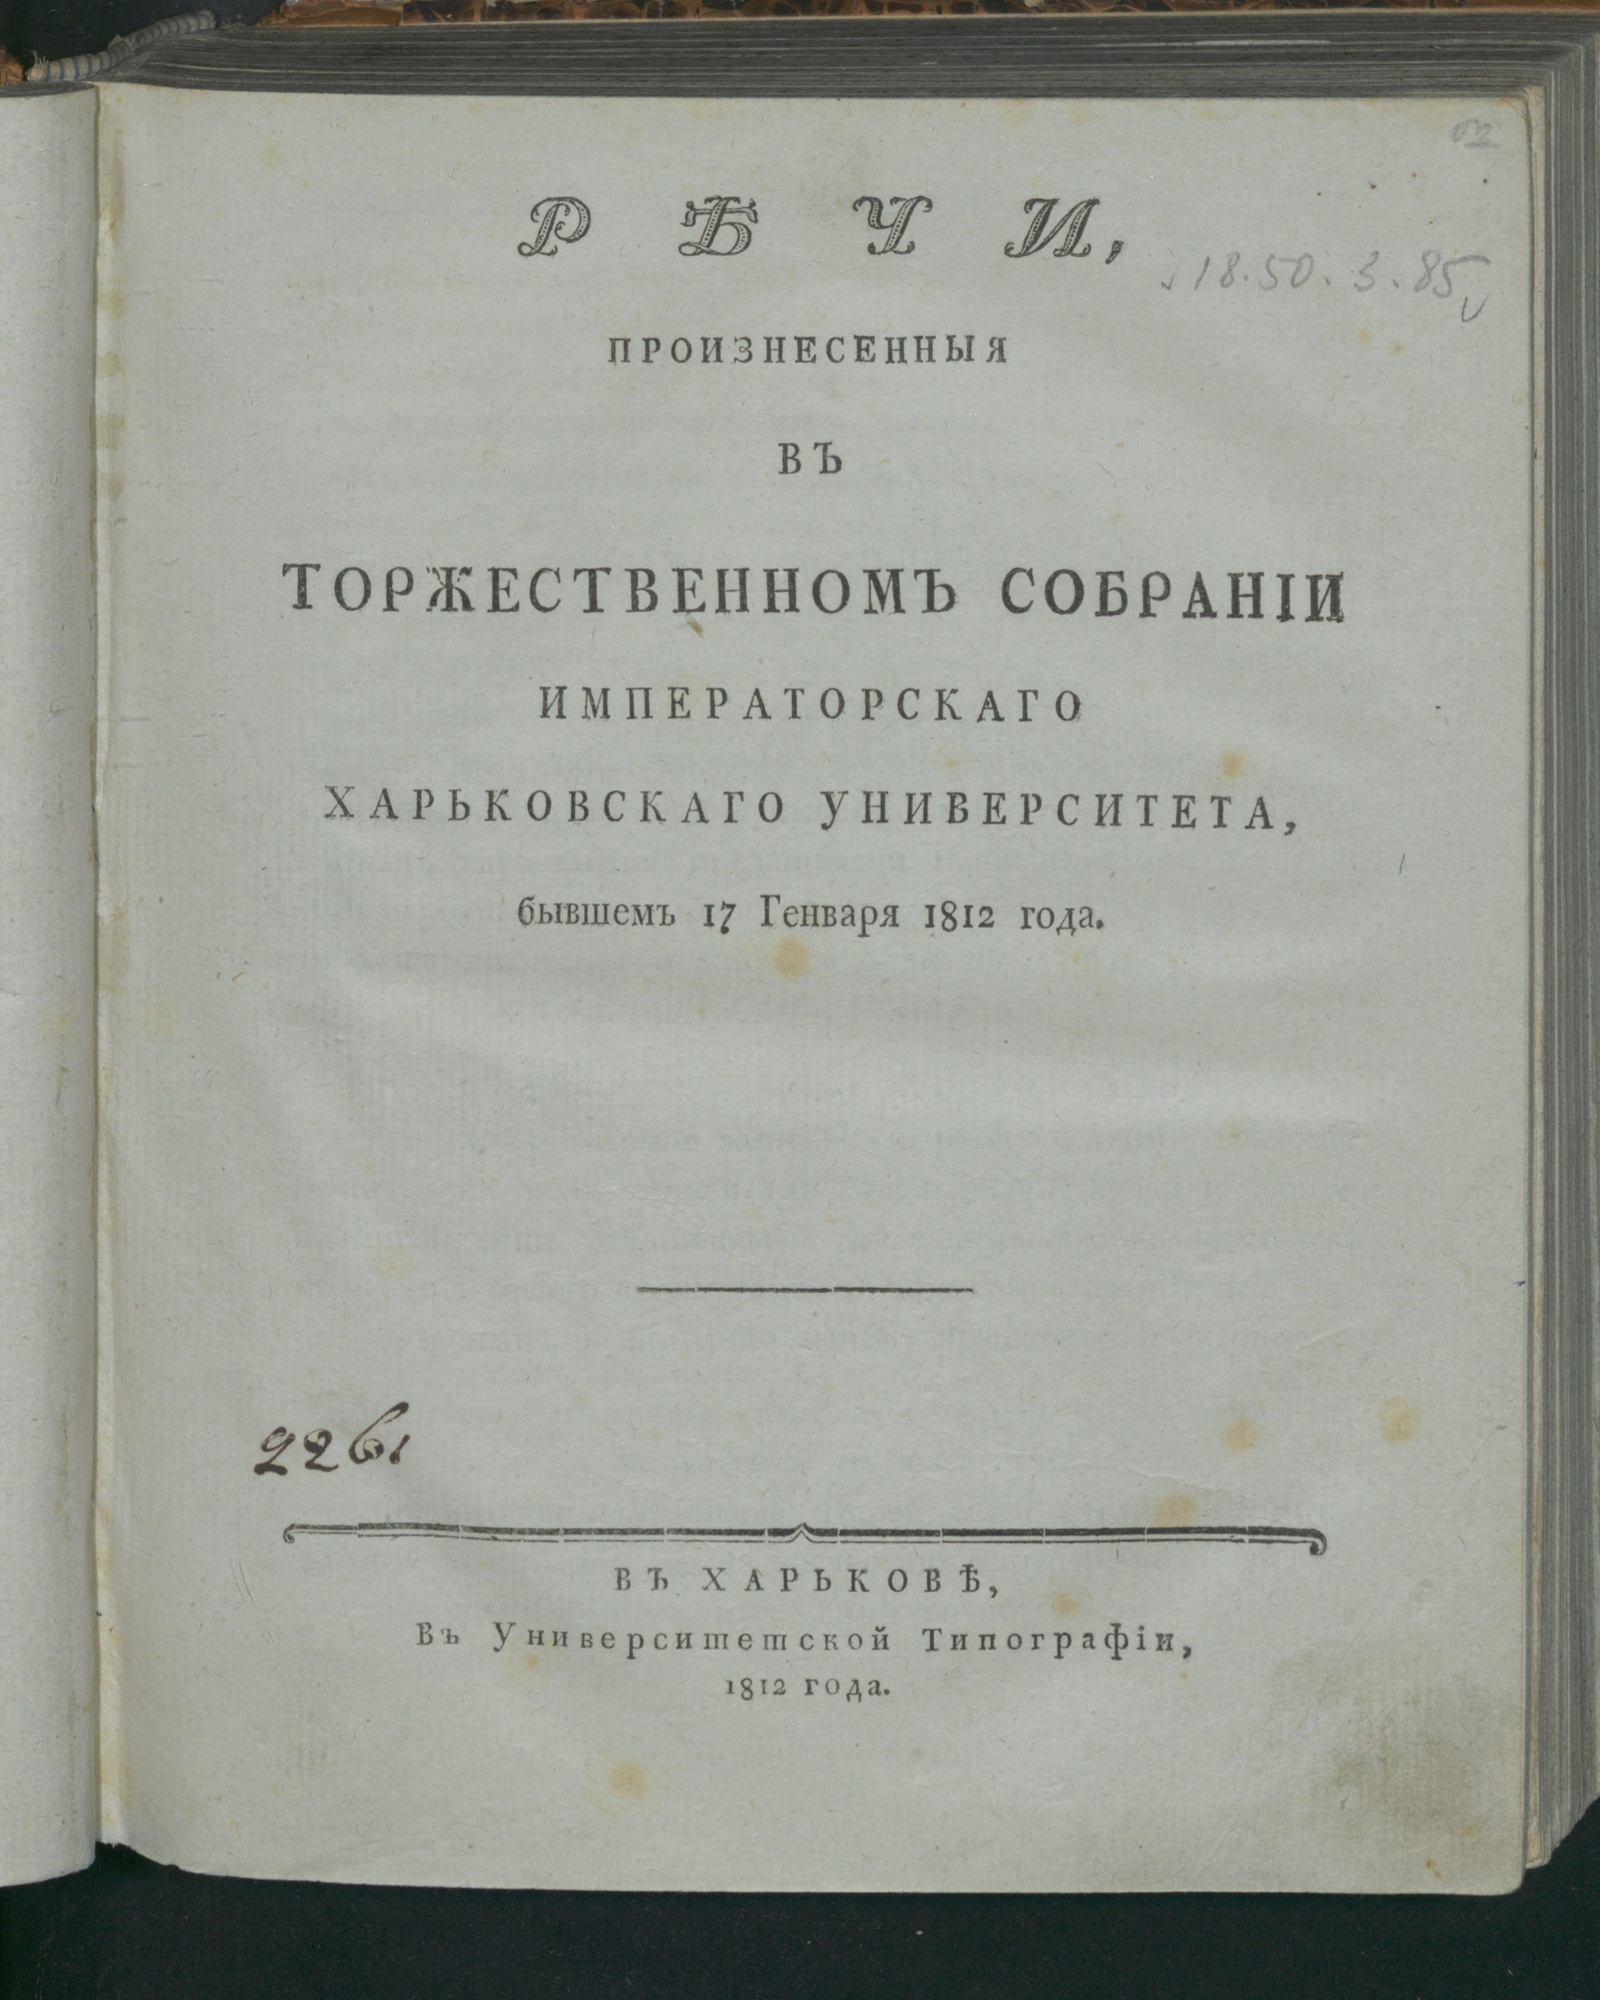 РѢЧИ,
18.50.3.85
ПРОИЗНЕСЕННЫЯ
ВЪ
ТОРЖЕСТВЕННОМЪ СОБРАНІИ
ИМПЕРАТОРСКАГО
ХАРЬКОВСКАГО УНИВЕРСИТЕТА,
бывшемъ 17 Генваря 1812 года.
ВЪ ХАРЬКОВѢ,
Въ Университетской Типографіи,
1812 года.